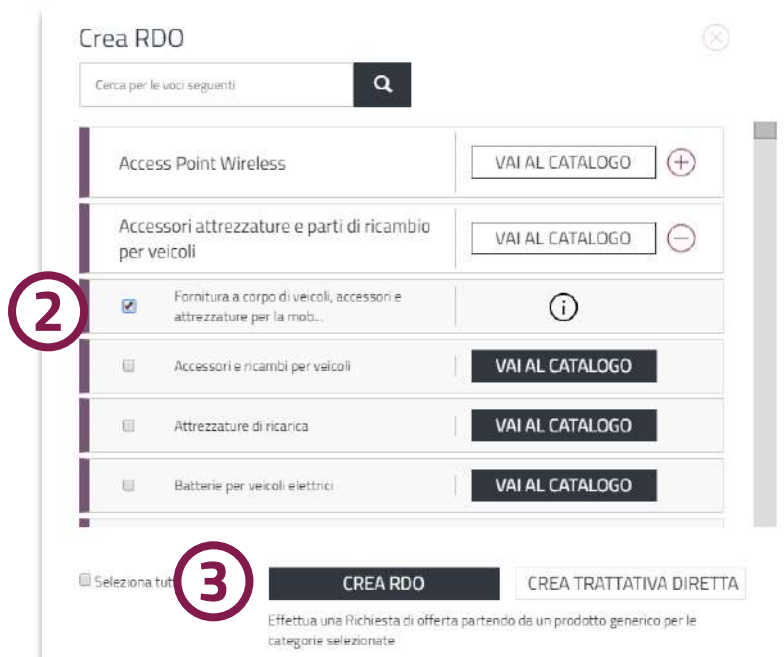 Crea RDO
Cerca per le voci seguenti
Access Point Wireless
VAI AL CATALOGO
Accessori attrezzature e parti di ricambio
per veicoli
VAI AL CATALOGO
2
Fornitura a corpo di veicoli, accessori e
attrezzature per la mob...
Accessori e ricambi per veicoli
VAI AL CATALOGO
Attrezzature di ricarica
VAI AL CATALOGO
Batterie per veicoli elettrici
VAI AL CATALOGO
Seleziona tut
3
CREA RDO
CREA TRATTATIVA DIRETTA
Effettua una Richiesta di offerta partendo da un prodotto generico per le
categorie selezionate